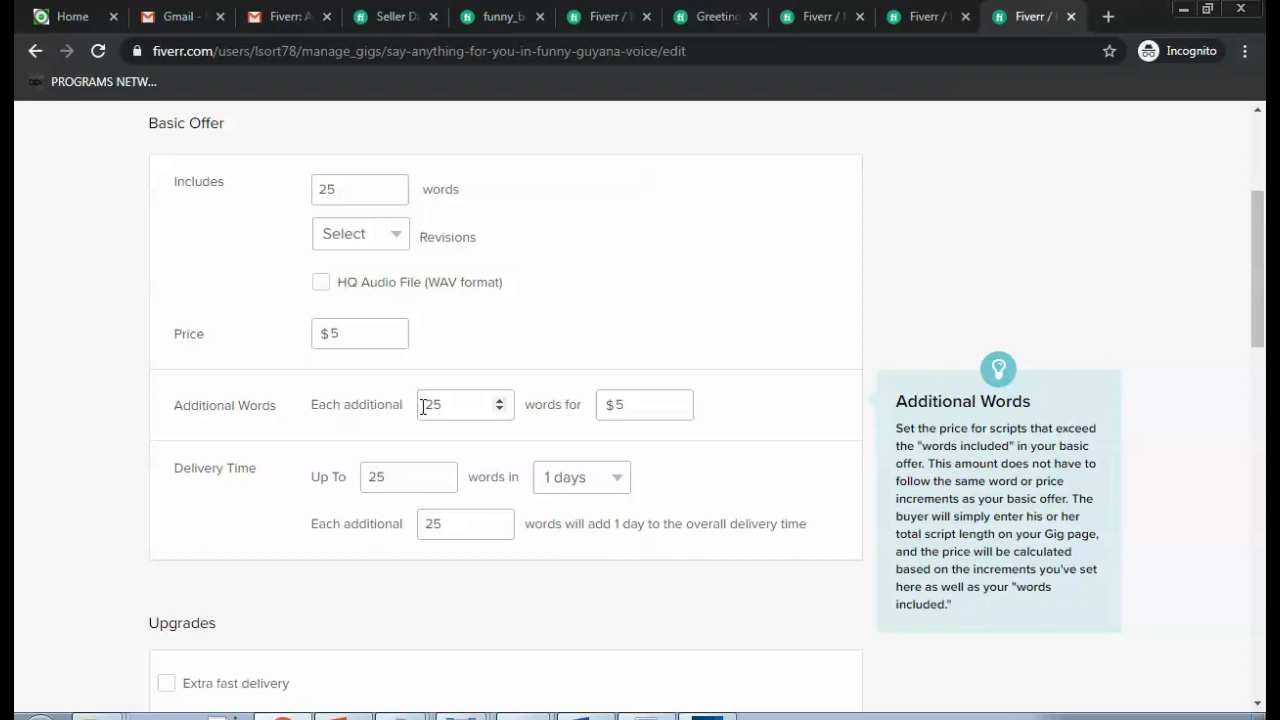 Home
Gmail -
Fiverr: A
Seller D
funny_b
Fiverr /
Greeting
Fiverr /
Fiverr /
Fiverr /
fiverr.com/users/lsort78/manage_gigs/say-anything-for-you-in-funny-guyana-voice/edit
Incognito
PROGRAMS NETW...
Basic Offer
Includes
25
words
Select
Revisions
HQ Audio File (WAV format)
Price
$5
Additional Words
Each additional
25
words for
$5
Delivery Time
Up To
25
words in
1 days
Each additional
25
words will add 1 day to the overall delivery time
Additional Words
Set the price for scripts that exceed
the "words included" in your basic
offer. This amount does not have to
follow the same word or price
increments as your basic offer. The
buyer will simply enter his or her
total script length on your Gig page,
and the price will be calculated
based on the increments you've set
here as well as your "words
included."
Upgrades
Extra fast delivery